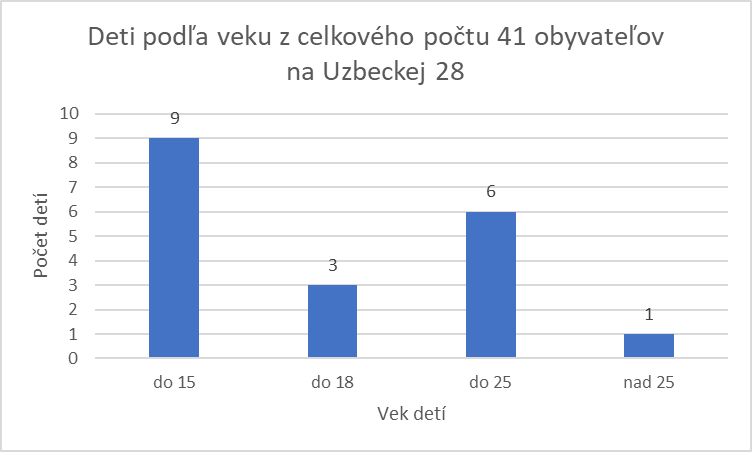 Deti podľa veku z celkového počtu 41 obyvateľov
na Uzbeckej 28
Počet detí
10
9
8
7
6
5
4
3
2
1
0
9
3
6
1
do 15
do 18
do 25
nad 25
Vek detí